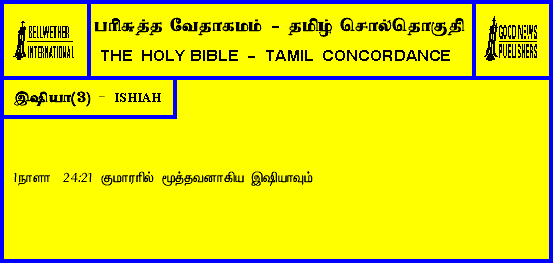 BELLWETHER
INTERNATIONAL
பரிசுத்த வேதாகமம் - தமிழ் சொல்தொகுதி
THE HOLY BIBLE - TAMIL CONCORDANCE
GOOD NEWS
PUBLISHERS
இஷியா(3) - ISHIAH
1நாளா 24:21 குமாரரில் மூத்தவனாகிய இஷியாவும்